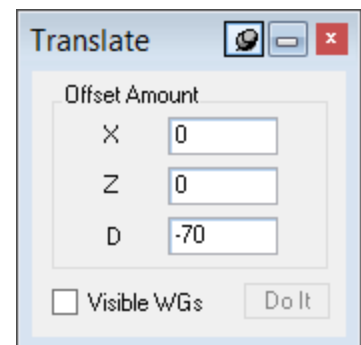 Translate
Offset Amount
X 0
Z 0
D -70
Visible WGs Do It